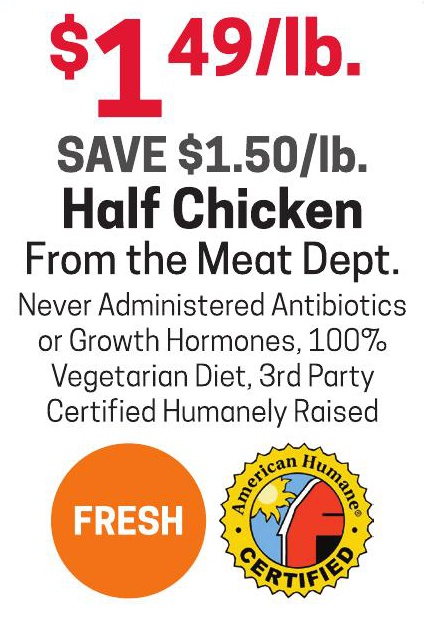 $1 49/lb.
SAVE $1.50/lb.
Half Chicken
From the Meat Dept.
Never Administered Antibiotics
or Growth Hormones, 100%
Vegetarian Diet, 3rd Party
Certified Humanely Raised
FRESH
American Humane®
CERTIFIED